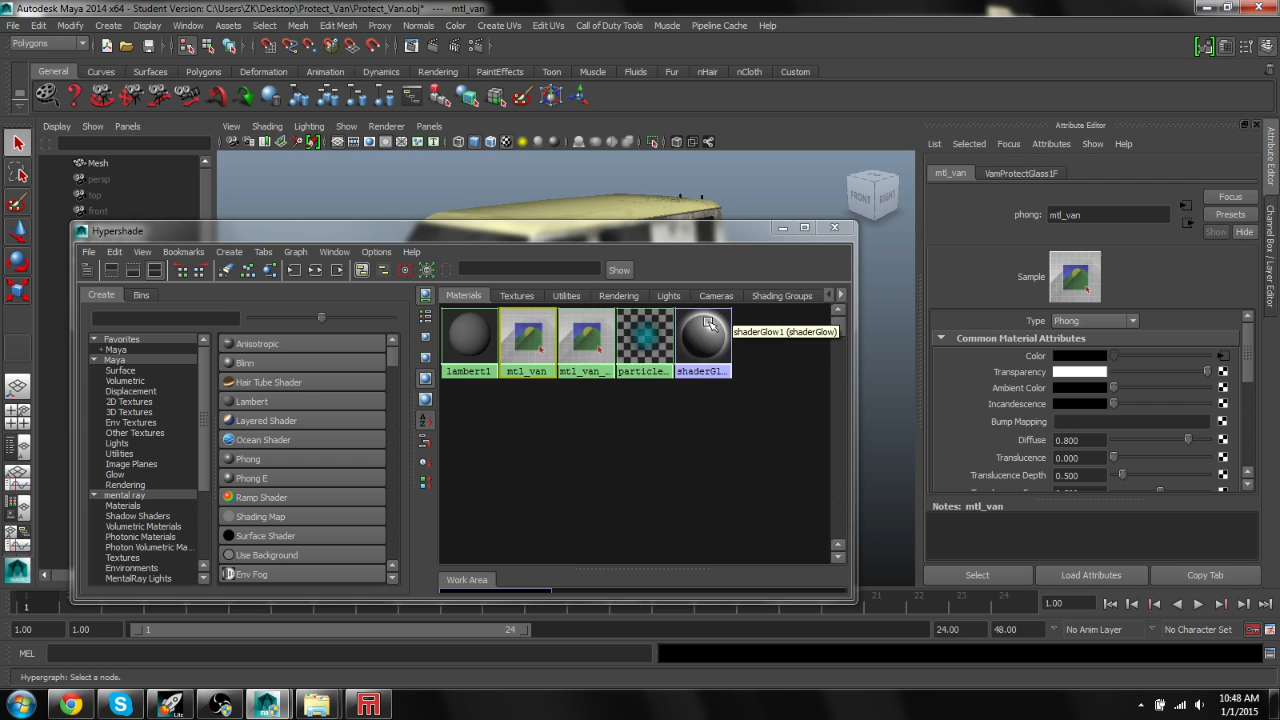 Autodesk Maya 2014 x64 - Student Version: C:\Users\ZK\Desktop\Protect_Van\Protect_Van.obj* --- mtl_van
File Edit Modify Create Display Window Assets Select Mesh Edit Mesh Proxy Normals Color Create UVs Edit UVs Call of Duty Tools Muscle Pipeline Cache Help
Polygons
General Curves Surfaces Polygons Deformation Animation Dynamics Rendering PaintEffects Toon Muscle Fluids Fur nHair nCloth Custom
Display Show Panels
View Shading Lighting Show Renderer Panels
Mesh
persp
top
front
FRONT RIGHT
Hypershade
File Edit View Bookmarks Create Tabs Graph Window Options Help
Show
Create Bins
Favorites
+ Maya
Maya
Surface
Volumetric
Displacement
2D Textures
3D Textures
Env Textures
Other Textures
Lights
Utilities
Image Planes
Glow
Rendering
mental ray
Materials
Shadow Shaders
Volumetric Materials
Photonic Materials
Photon Volumetric Ma...
Textures
Environments
MentalRay Lights
Anisotropic
Blinn
Hair Tube Shader
Lambert
Layered Shader
Ocean Shader
Phong
Phong E
Ramp Shader
Shading Map
Surface Shader
Use Background
Env Fog
Materials Textures Utilities Rendering Lights Cameras Shading Groups
shaderGlow1 (shaderGlow)
lambert1 mtl_van mtl_van_... particle... shaderGl...
Work Area
Attribute Editor
List Selected Focus Attributes Show Help
mtl_van VamProtectGlass1F
Focus
phong: mtl_van
Presets
Show Hide
Sample
Type Phong
Common Material Attributes
Color
Transparency
Ambient Color
Incandescence
Bump Mapping
Diffuse 0.800
Translucence 0.000
Translucence Depth 0.500
Notes: mtl_van
Select Load Attributes Copy Tab
Attribute Editor
Channel Box / Layer Editor
1 21 22 23 24 1.00
1.00 1.00 1 24 24.00 48.00 No Anim Layer No Character Set
MEL
Hypergraph: Select a node.
Lite
10:48 AM
1/1/2015